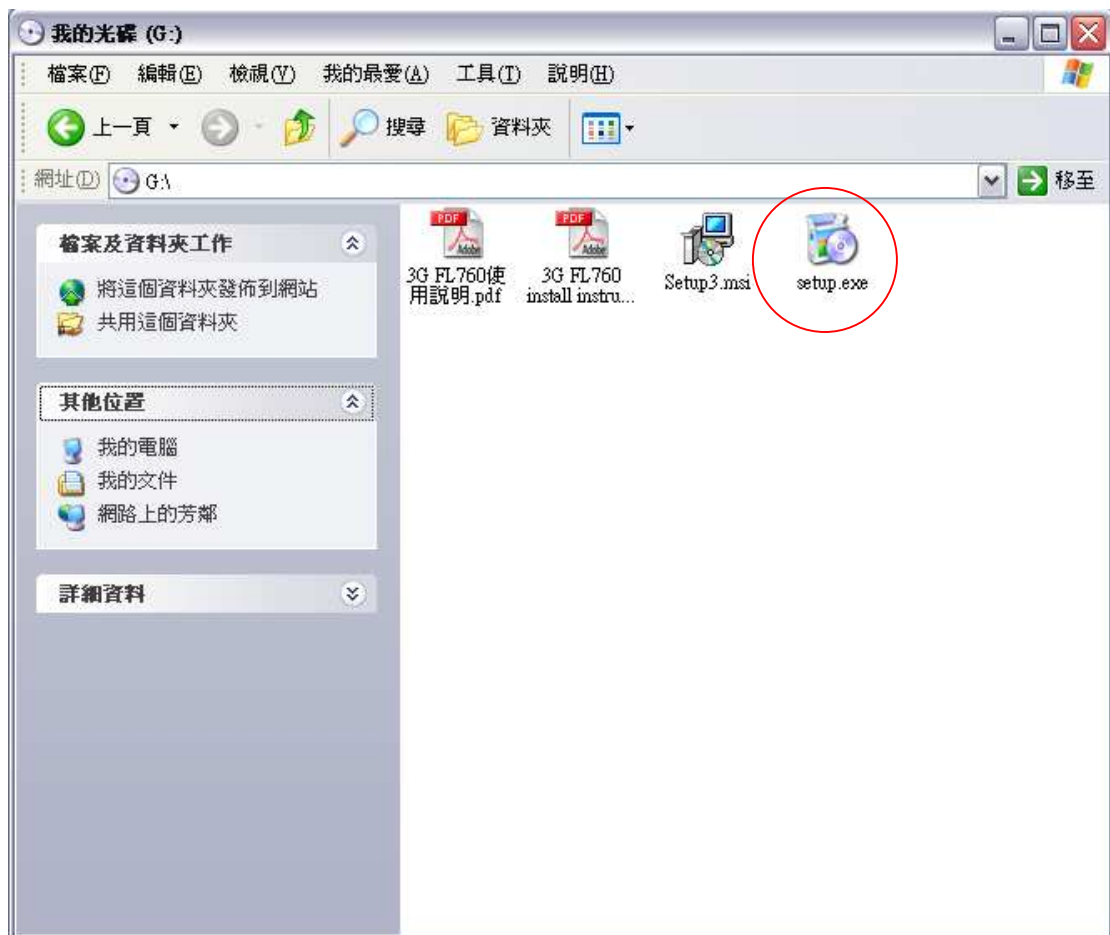 我的光碟 (G:)
檔案(F) 編輯(E) 檢視(V) 我的最愛(A) 工具(T) 說明(H)
上一頁 搜尋 資料夾
網址(D) G:\ 移至
檔案及資料夾工作
將這個資料夾發佈到網站
共用這個資料夾
其他位置
我的電腦
我的文件
網路上的芳鄰
詳細資料
PDF
Adobe
3G FL760使
用說明.pdf
PDF
Adobe
3G FL760
install instru...
Setup3.msi
setup.exe